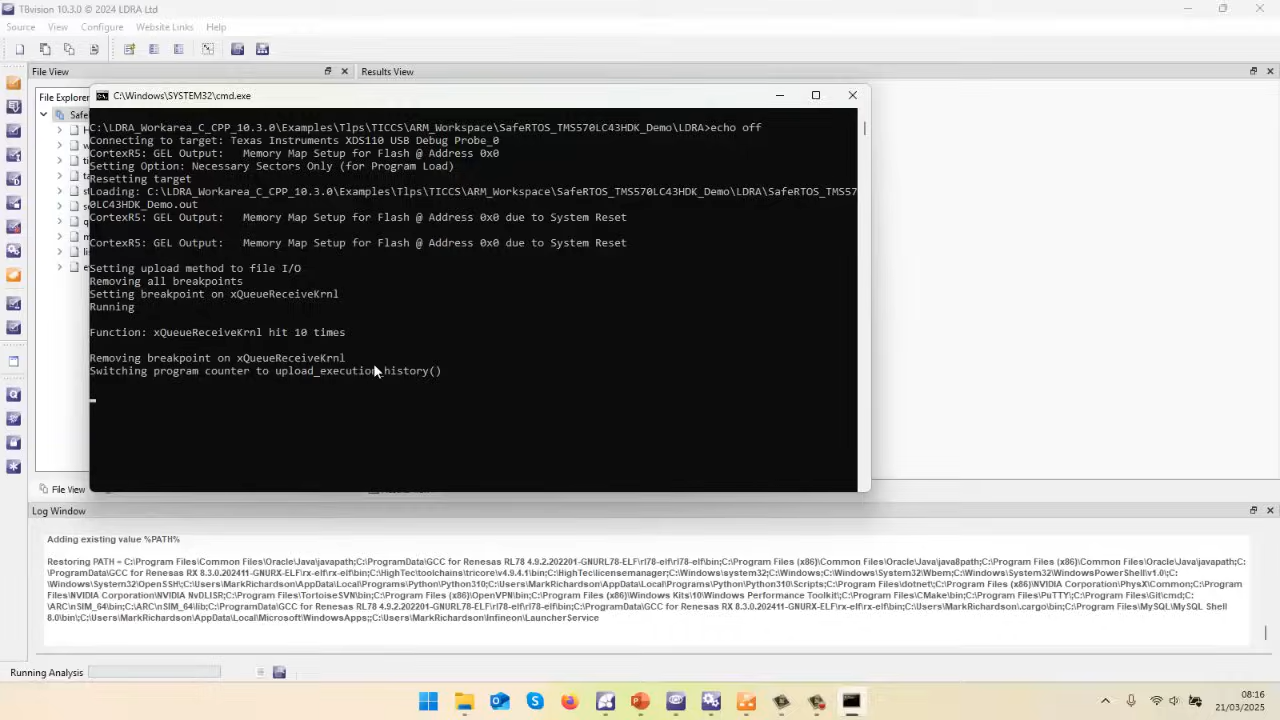 TBvision 10.3.0 © 2024 LDRA Ltd
Source View Configure Website Links Help
File View
Results View
File Explorer
C:\Windows\SYSTEM32\cmd.exe
C:\LDRA_Workarea_C_CPP_10.3.0\Examples\Tlps\TICCS\ARM_Workspace\SafeRTOS_TMS570LC43HDK_Demo\LDRA>echo off
Connecting to target: Texas Instruments XDS110 USB Debug Probe_0
CortexR5: GEL Output: Memory Map Setup for Flash @ Address 0x0
Setting Option: Necessary Sectors Only (for Program Load)
Resetting target
Loading: C:\LDRA_Workarea_C_CPP_10.3.0\Examples\Tlps\TICCS\ARM_Workspace\SafeRTOS_TMS570LC43HDK_Demo\LDRA\SafeRTOS_TMS57
0LC43HDK_Demo.out
CortexR5: GEL Output: Memory Map Setup for Flash @ Address 0x0 due to System Reset
CortexR5: GEL Output: Memory Map Setup for Flash @ Address 0x0 due to System Reset
Setting upload method to file I/O
Removing all breakpoints
Setting breakpoint on xQueueReceiveKrnl
Running
Function: xQueueReceiveKrnl hit 10 times
Removing breakpoint on xQueueReceiveKrnl
Switching program counter to upload_execution_history()
File View
Log Window
Adding existing value %PATH%
Restoring PATH = C:\Program Files\Common Files\Oracle\Java\javapath;C:\ProgramData\GCC for Renesas RL78 4.9.2.202201-GNURL78-ELF\rl78-elf\rl78-elf\bin;C:\Program Files (x86)\Common Files\Oracle\Java\java8path;C:\Program Files (x86)\Common Files\Oracle\Java\javapath;C:
\ProgramData\GCC for Renesas RX 8.3.0.202411-GNURX-ELF\rx-elf\rx-elf\bin;C:\HighTec\toolchains\tricore\v4.9.4.1\bin;C:\HighTec\licensemanager;C:\Windows\system32;C:\Windows;C:\Windows\System32\Wbem;C:\Windows\System32\WindowsPowerShell\v1.0\;C:
\Windows\System32\OpenSSH\;C:\Users\MarkRichardson\AppData\Local\Programs\Python\Python310;C:\Users\MarkRichardson\AppData\Local\Programs\Python\Python310\Scripts;C:\Program Files\dotnet\;C:\Program Files (x86)\NVIDIA Corporation\PhysX\Common;C:\Program
Files\NVIDIA Corporation\NVIDIA NvDLISR;C:\Program Files\TortoiseSVN\bin;C:\Program Files (x86)\Windows Kits\10\Windows Performance Toolkit\;C:\Program Files\CMake\bin;C:\Program Files\PuTTY\;C:\Program Files\Git\cmd;C:
\ARC\nSIM_64\bin;C:\ARC\nSIM_64\lib;C:\ProgramData\GCC for Renesas RL78 4.9.2.202201-GNURL78-ELF\rl78-elf\rl78-elf\bin;C:\ProgramData\GCC for Renesas RX 8.3.0.202411-GNURX-ELF\rx-elf\rx-elf\bin;C:\Users\MarkRichardson\.cargo\bin;C:\Program Files\MySQL\MySQL Shell
8.0\bin\;C:\Users\MarkRichardson\AppData\Local\Microsoft\WindowsApps;;C:\Users\MarkRichardson\Infineon\LauncherService
Running Analysis
08:16
21/03/2025